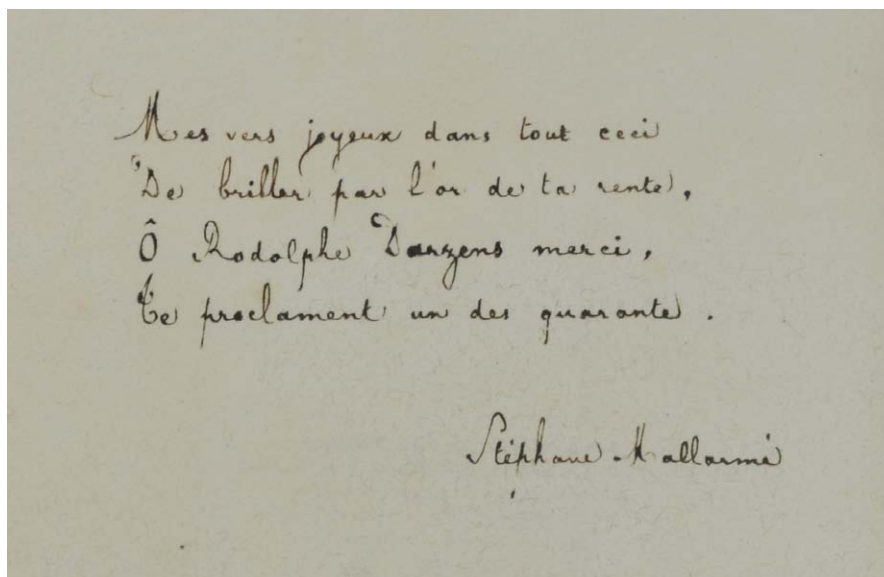 Mes vers joyeux dans tout ceci
De briller par l'or de ta rente,
Ô Rodolphe Darzens merci,
Te proclament un des quarante.
Stéphane Mallarmé